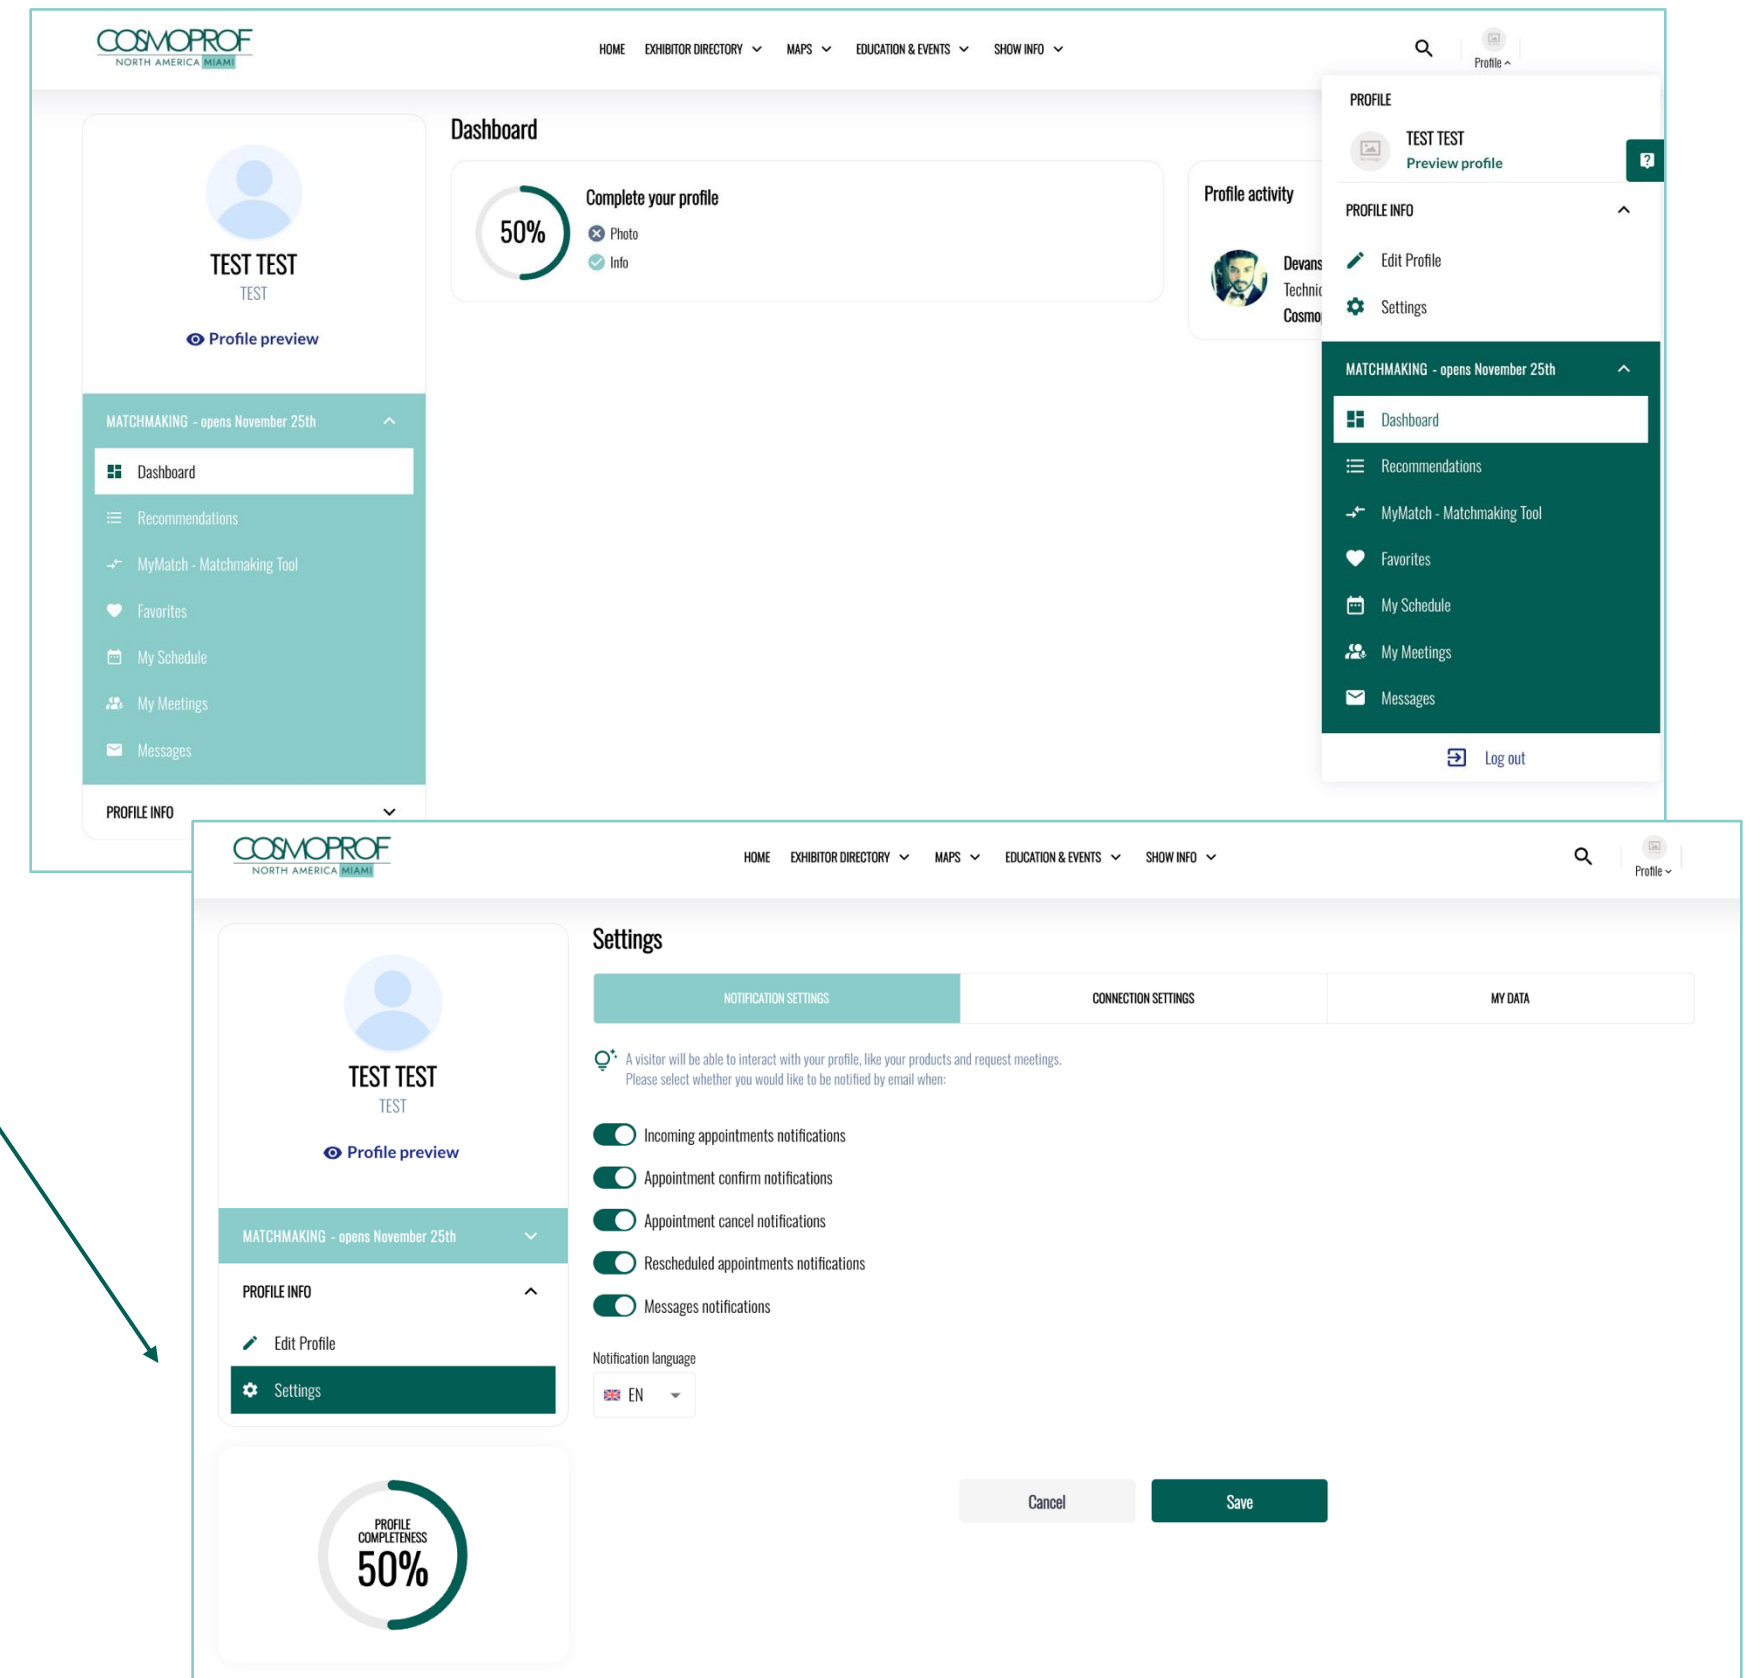 COSMOPROF
NORTH AMERICA MIAMI
HOME EXHIBITOR DIRECTORY MAPS EDUCATION & EVENTS SHOW INFO
Profile
TEST TEST
TEST
Profile preview
MATCHMAKING - opens November 25th
Dashboard
Recommendations
MyMatch - Matchmaking Tool
Favorites
My Schedule
My Meetings
Messages
PROFILE INFO
Dashboard
50%
Complete your profile
Photo
Info
Profile activity
Devans
Technic
Cosmo
PROFILE
TEST TEST
Preview profile
PROFILE INFO
Edit Profile
Settings
MATCHMAKING - opens November 25th
Dashboard
Recommendations
MyMatch - Matchmaking Tool
Favorites
My Schedule
My Meetings
Messages
Log out
COSMOPROF
NORTH AMERICA MIAMI
HOME EXHIBITOR DIRECTORY MAPS EDUCATION & EVENTS SHOW INFO
Profile
TEST TEST
TEST
Profile preview
MATCHMAKING - opens November 25th
PROFILE INFO
Edit Profile
Settings
PROFILE
COMPLETENESS
50%
Settings
NOTIFICATION SETTINGS CONNECTION SETTINGS MY DATA
A visitor will be able to interact with your profile, like your products and request meetings.
Please select whether you would like to be notified by email when:
Incoming appointments notifications
Appointment confirm notifications
Appointment cancel notifications
Rescheduled appointments notifications
Messages notifications
Notification language
EN
Cancel Save